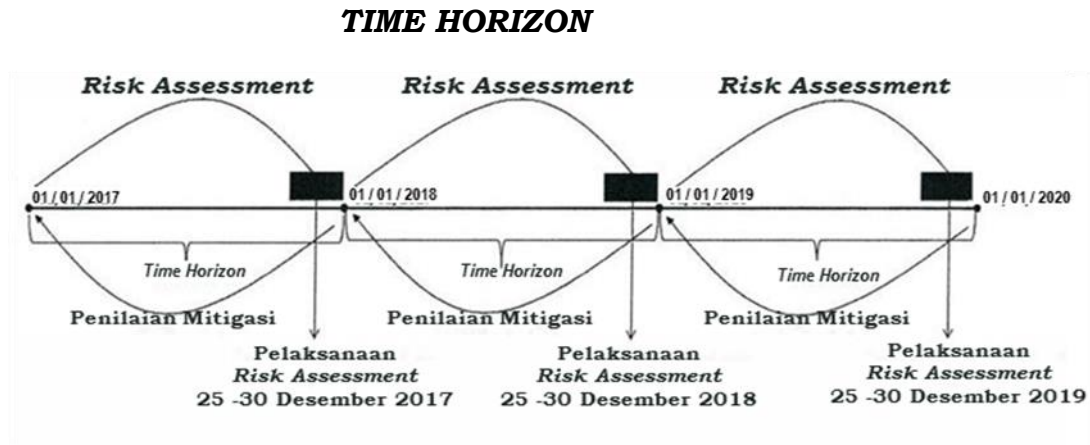 TIME HORIZON
Risk Assessment Risk Assessment Risk Assessment
01/01/2017 01/01/2018 01/01/2019 01/01/2020
Time Horizon Time Horizon Time Horizon
Penilaian Mitigasi Penilaian Mitigasi Penilaian Mitigasi
Pelaksanaan
Risk Assessment
25 -30 Desember 2017
Pelaksanaan
Risk Assessment
25 -30 Desember 2018
Pelaksanaan
Risk Assessment
25 -30 Desember 2019